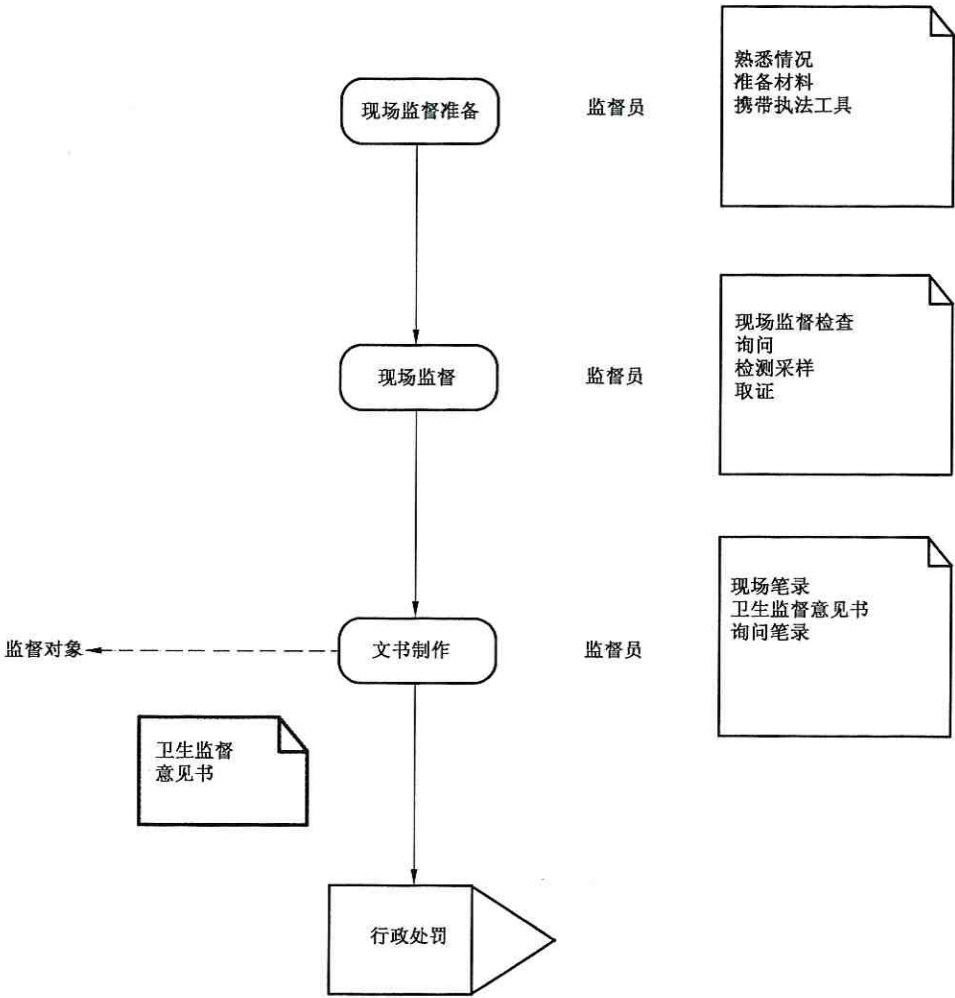 现场监督准备
监督员
熟悉情况
准备材料
携带执法工具
现场监督
监督员
现场监督检查
询问
检测采样
取证
监督对象
文书制作
监督员
现场笔录
卫生监督意见书
询问笔录
卫生监督
意见书
行政处罚